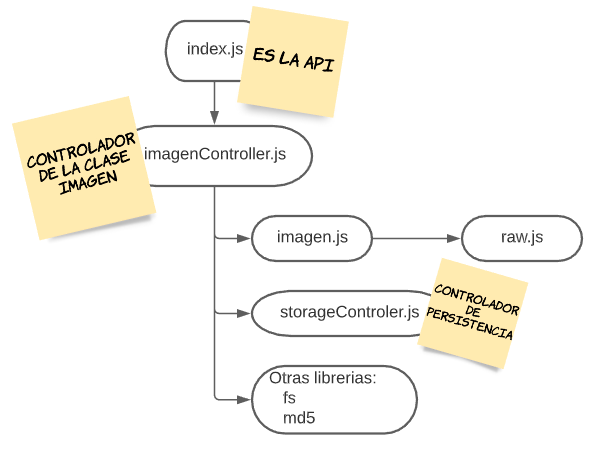 index.js
ES LA API
CONTROLADOR
DE LA CLASE
IMAGEN
imagenController.js
imagen.js
raw.js
storageControler.js
CONTROLADOR
DE
PERSISTENCIA
Otras librerias:
fs
md5